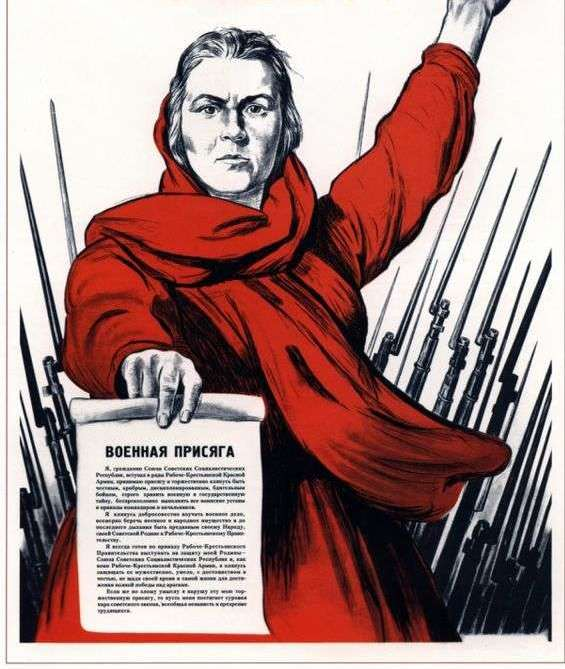 ВОЕННАЯ ПРИСЯГА
Я, гражданин Союза Советских Социалистических
Республик, вступая в ряды Рабоче-Крестьянской Красной
Армии, принимаю присягу и торжественно клянусь быть
честным, храбрым, дисциплинированным, бдительным
бойцом, строго хранить военную и государственную
тайну, беспрекословно выполнять все воинские уставы
и приказы командиров и начальников.
Я клянусь добросовестно изучать военное дело,
всемерно беречь военное и народное имущество и до
последнего дыхания быть преданным своему Народу,
своей Советской Родине и Рабоче-Крестьянскому Прави-
тельству.
Я всегда готов по приказу Рабоче-Крестьянского
Правительства выступить на защиту моей Родины—
Союза Советских Социалистических Республик и, как
воин Рабоче-Крестьянской Красной Армии, я клянусь
защищать ее мужественно, умело, с достоинством и
честью, не щадя своей крови и самой жизни для дости-
жения полной победы над врагами.
Если же по злому умыслу я нарушу эту мою тор-
жественную присягу, то пусть меня постигнет суровая
кара советского закона, всеобщая ненависть и презрение
трудящихся.